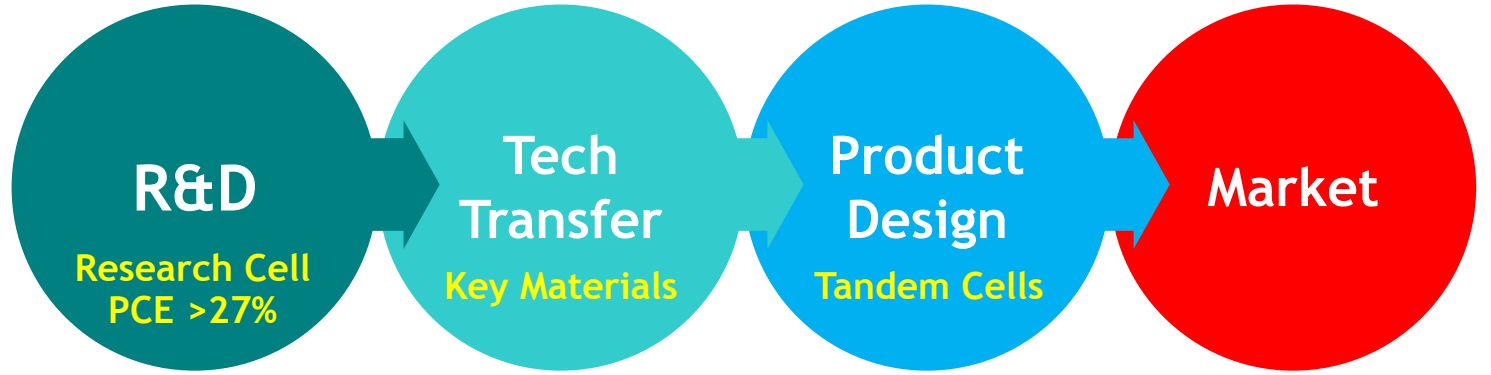 R&D
Research Cell
PCE >27%
Tech
Transfer
Key Materials
Product
Design
Tandem Cells
Market